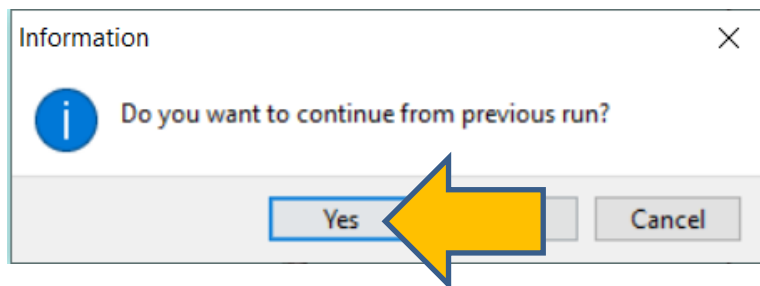 Information
Do you want to continue from previous run?
Yes
Cancel